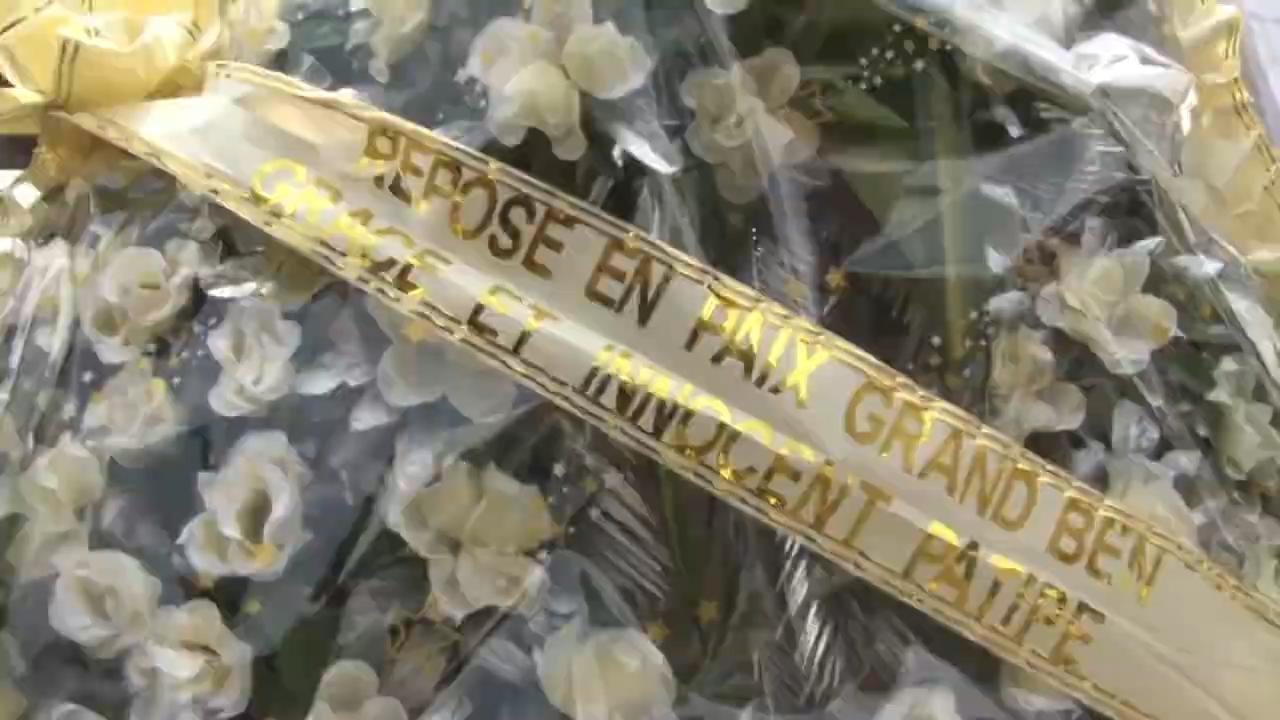 REPOSE EN PAIX GRAND BEN
GRACE ET INNOCENT PATIPE